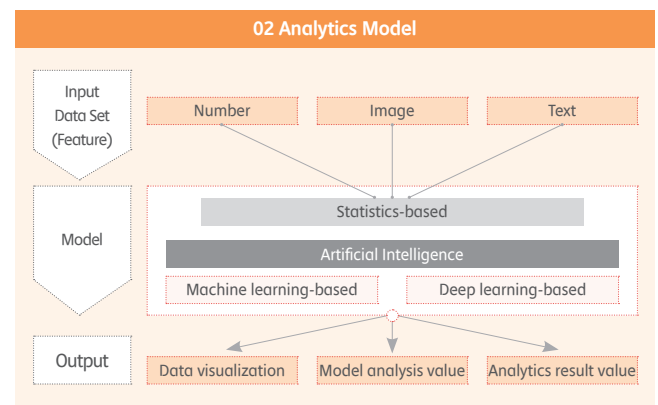 02 Analytics Model
Input
Data Set
(Feature)
Number
Image
Text
Model
Statistics-based
Artificial Intelligence
Machine learning-based
Deep learning-based
Output
Data visualization
Model analysis value
Analytics result value